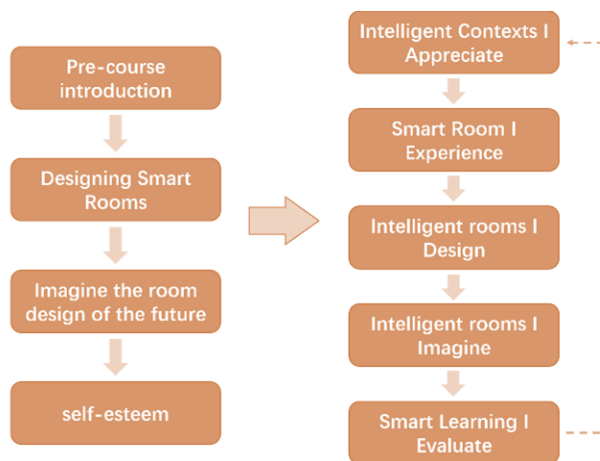 Pre-course
introduction
Designing Smart
Rooms
Imagine the room
design of the future
self-esteem
Intelligent Contexts I
Appreciate
Smart Room I
Experience
Intelligent rooms I
Design
Intelligent rooms I
Imagine
Smart Learning I
Evaluate